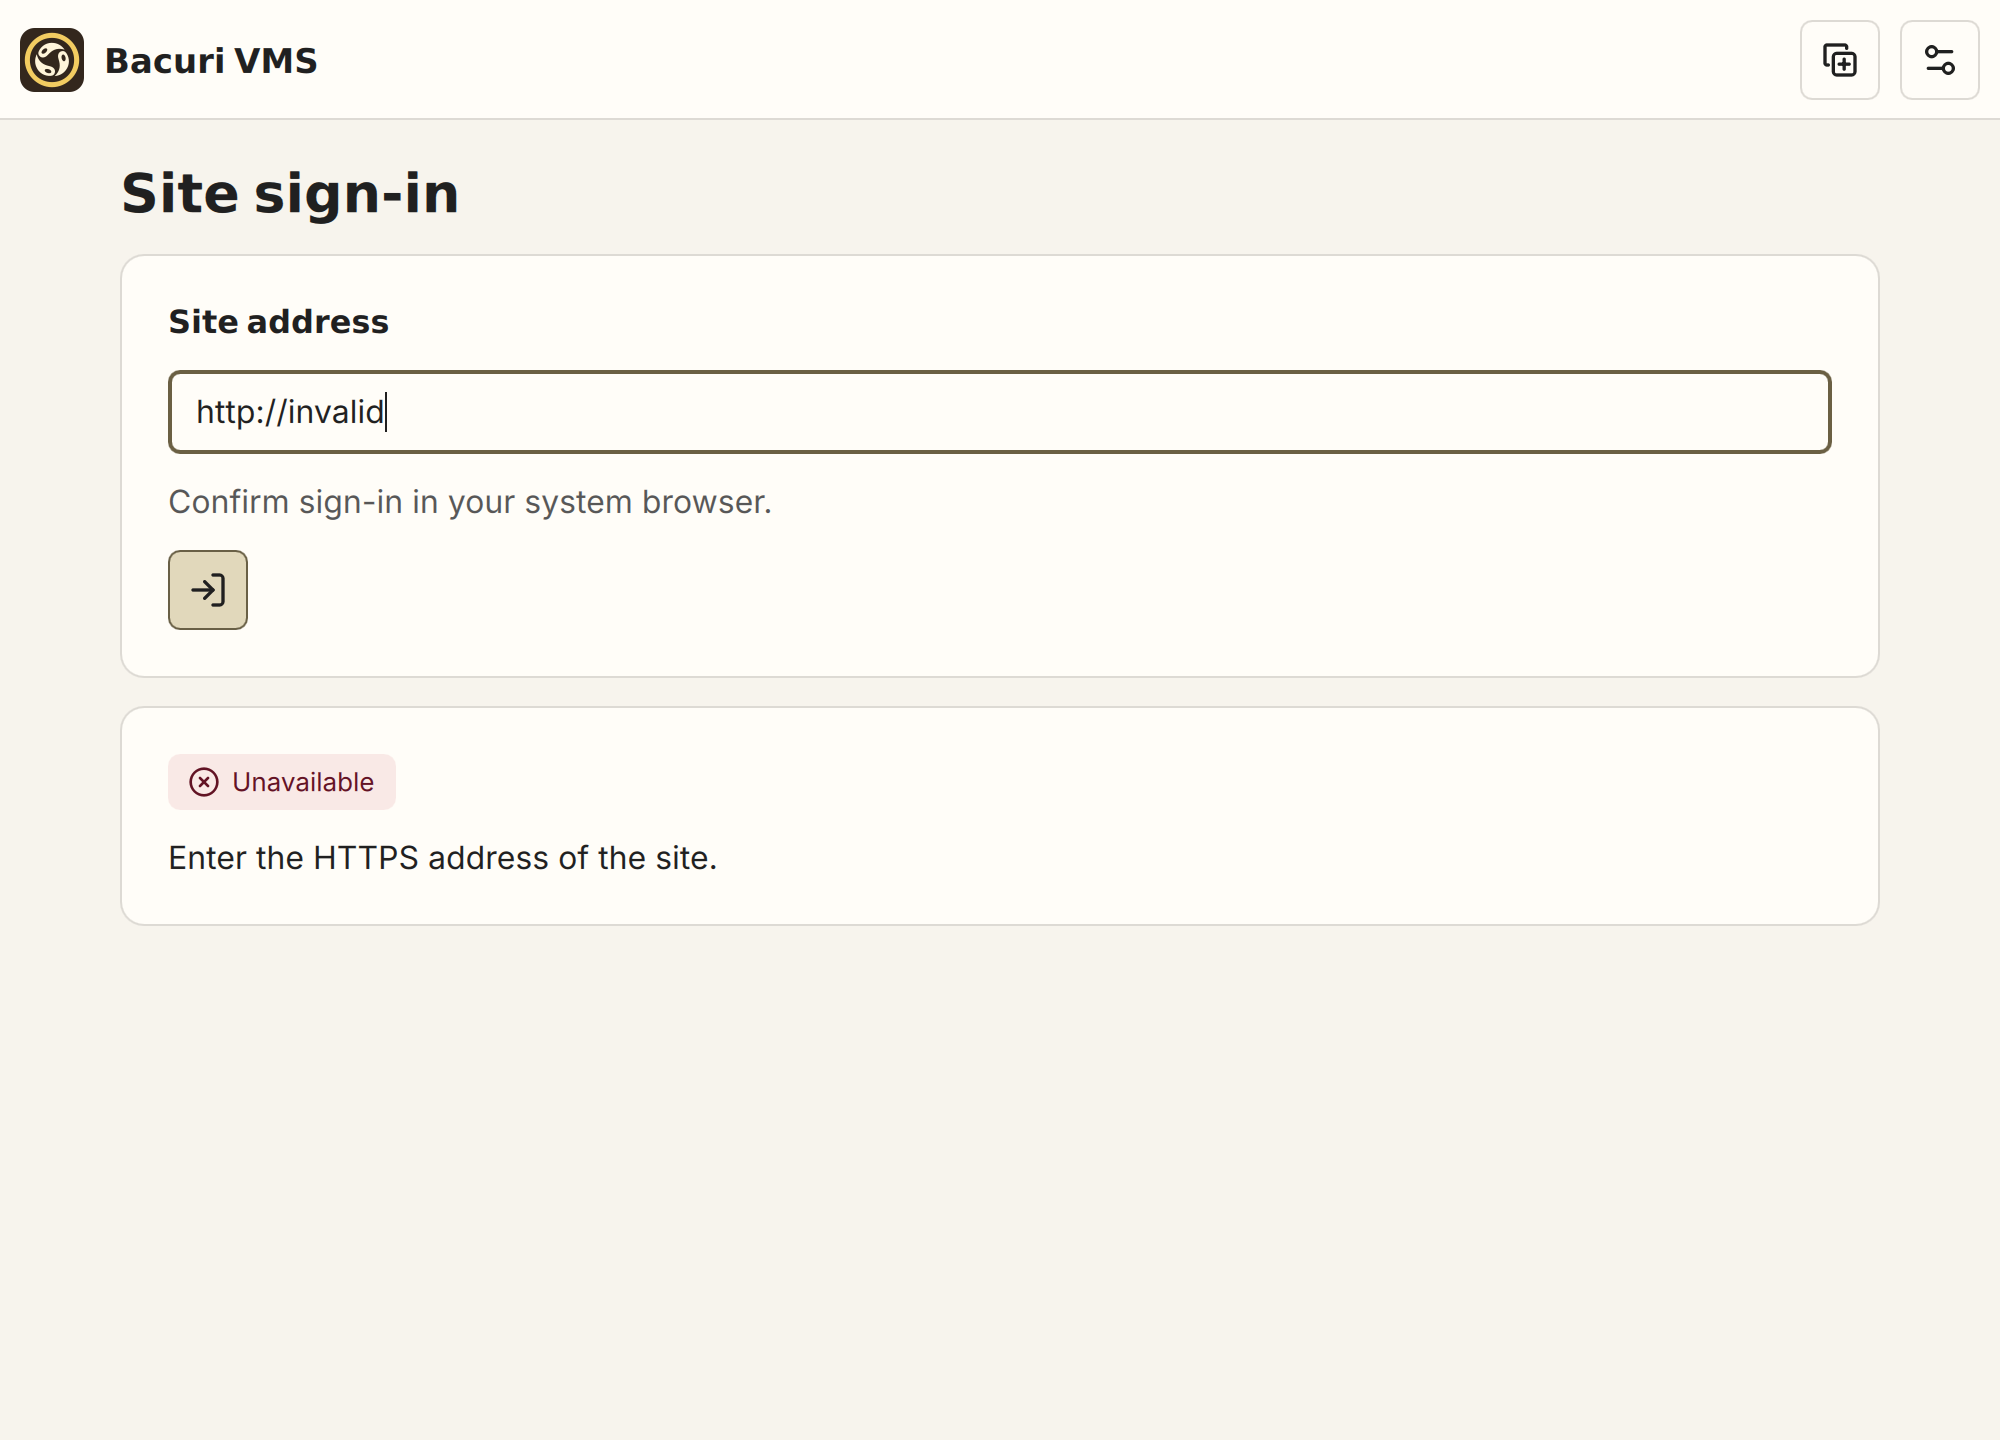 Bacuri VMS
Site sign-in
Site address
http://invalid
Confirm sign-in in your system browser.
Unavailable
Enter the HTTPS address of the site.